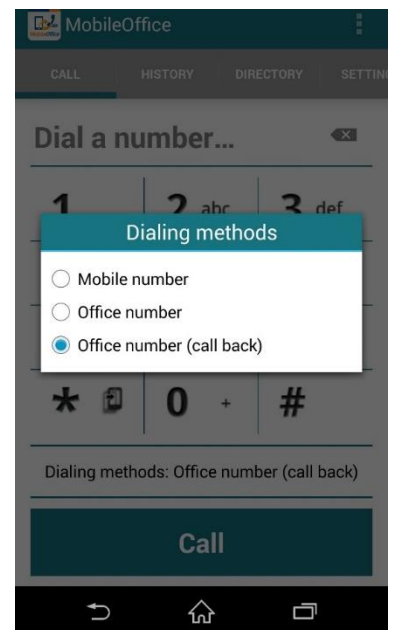 MobileOffice
CALL HISTORY DIRECTORY SETTIN
Dial a number...
1 2 abc 3 def
Dialing methods
Mobile number
Office number
Office number (call back)
* 0 + #
Dialing methods: Office number (call back)
Call